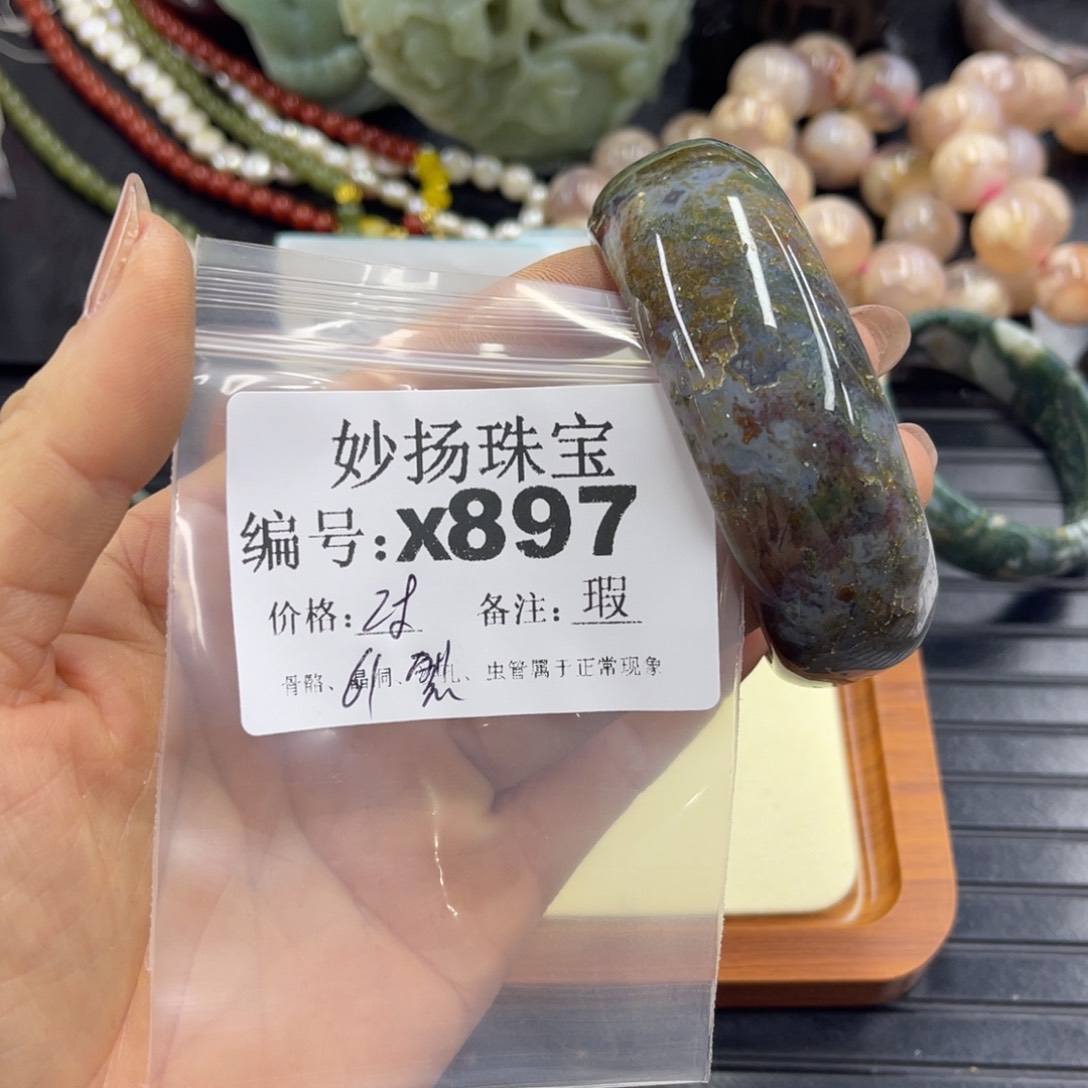 妙扬珠宝
编号:x897
价格: 备注:瑕
骨骼、晶洞、 、虫管属于正常现象
61 裂